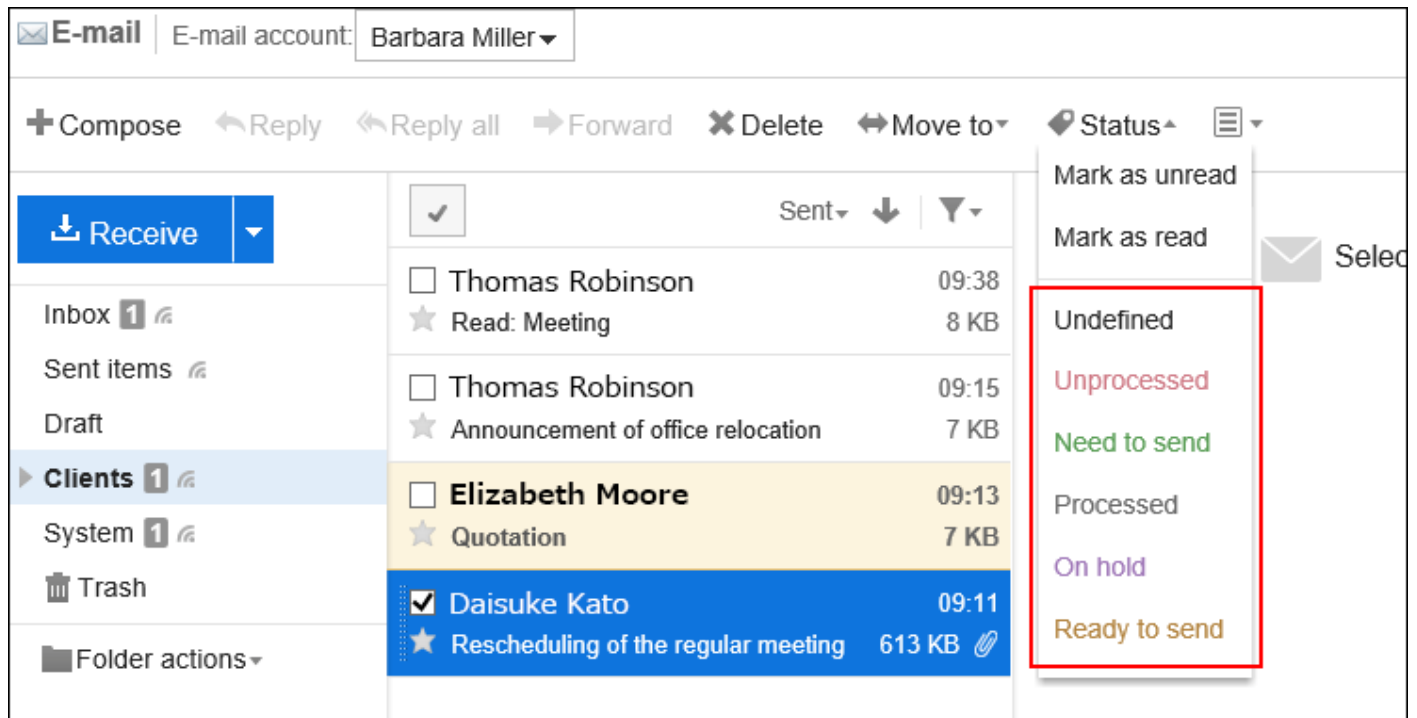 E-mail E-mail account: Barbara Miller
Compose Reply Reply all Forward Delete Move to Status
Mark as unread
Mark as read
Undefined
Unprocessed
Need to send
Processed
On hold
Ready to send
Receive
Inbox 1
Sent items
Draft
Clients 1
System 1
Trash
Folder actions
Sent
Thomas Robinson 09:38
Read: Meeting 8 KB
Thomas Robinson 09:15
Announcement of office relocation 7 KB
Elizabeth Moore 09:13
Quotation 7 KB
Daisuke Kato 09:11
Rescheduling of the regular meeting 613 KB
Selec